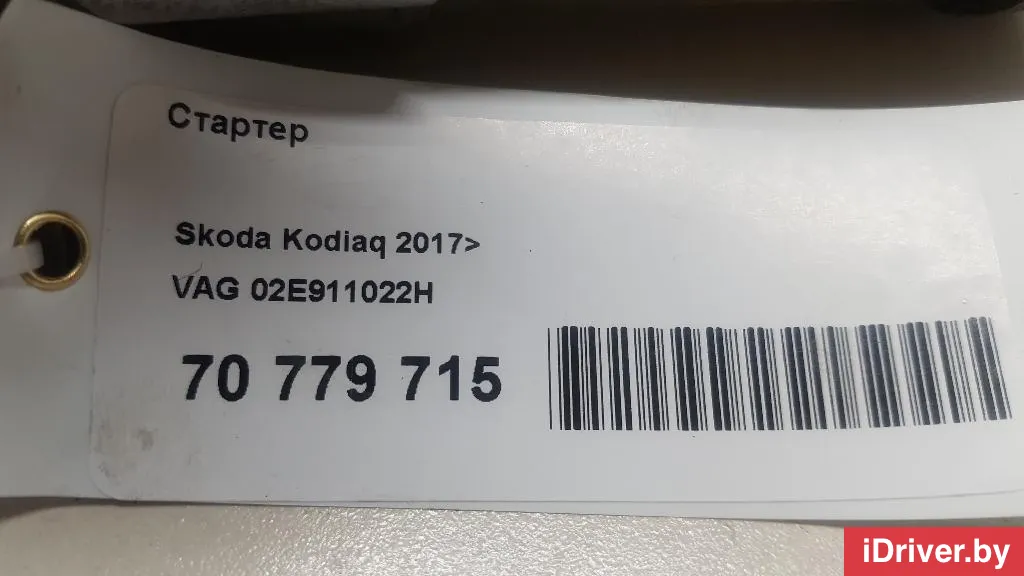 Стартер
Skoda Kodiaq 2017>
VAG 02E911022H
70 779 715
iDriver.by